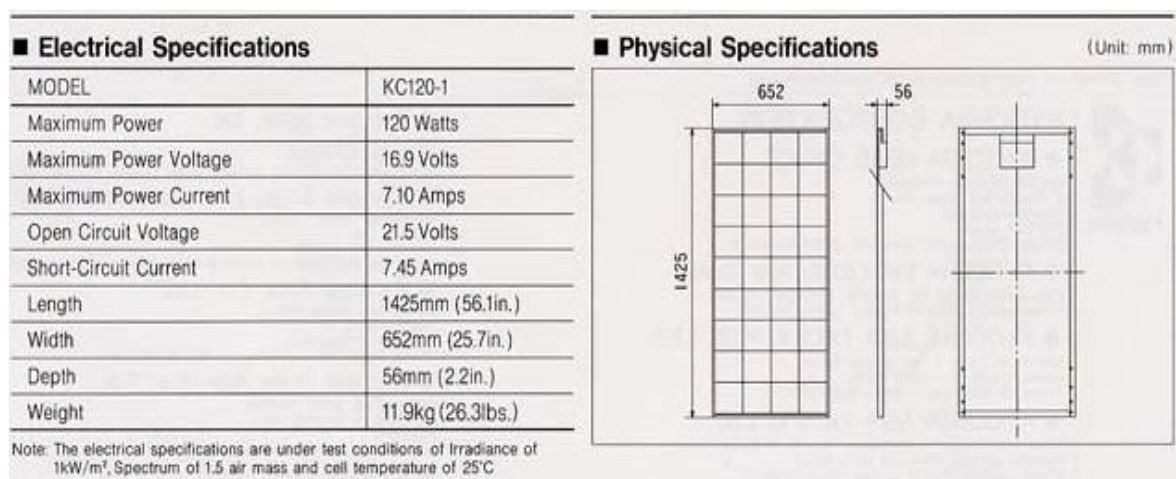 ■ Electrical Specifications
MODEL KC120-1
Maximum Power 120 Watts
Maximum Power Voltage 16.9 Volts
Maximum Power Current 7.10 Amps
Open Circuit Voltage 21.5 Volts
Short-Circuit Current 7.45 Amps
Length 1425mm (56.1in.)
Width 652mm (25.7in.)
Depth 56mm (2.2in.)
Weight 11.9kg (26.3lbs.)
Note: The electrical specifications are under test conditions of Irradiance of
1kW/m², Spectrum of 1.5 air mass and cell temperature of 25°C
■ Physical Specifications (Unit: mm)
652 56
1425